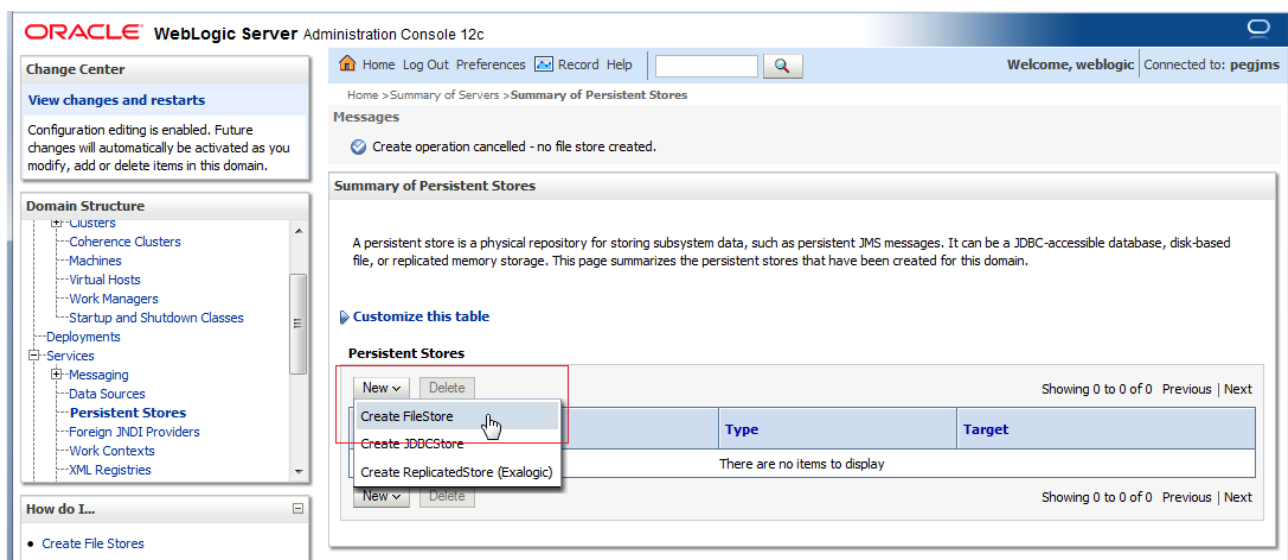 ORACLE WebLogic Server Administration Console 12c
Change Center
View changes and restarts
Configuration editing is enabled. Future
changes will automatically be activated as you
modify, add or delete items in this domain.
Domain Structure
Clusters
Coherence Clusters
Machines
Virtual Hosts
Work Managers
Startup and Shutdown Classes
Deployments
Services
Messaging
Data Sources
Persistent Stores
Foreign JNDI Providers
Work Contexts
XML Registries
How do I...
Create File Stores
Home Log Out Preferences Record Help
Welcome, weblogic Connected to: pegjms
Home >Summary of Servers >Summary of Persistent Stores
Messages
Create operation cancelled - no file store created.
Summary of Persistent Stores
A persistent store is a physical repository for storing subsystem data, such as persistent JMS messages. It can be a JDBC-accessible database, disk-based
file, or replicated memory storage. This page summarizes the persistent stores that have been created for this domain.
Customize this table
Persistent Stores
New Delete
Showing 0 to 0 of 0 Previous | Next
Create FileStore
Create JDBCStore
Create ReplicatedStore (Exalogic)
Type Target
There are no items to display
New Delete
Showing 0 to 0 of 0 Previous | Next